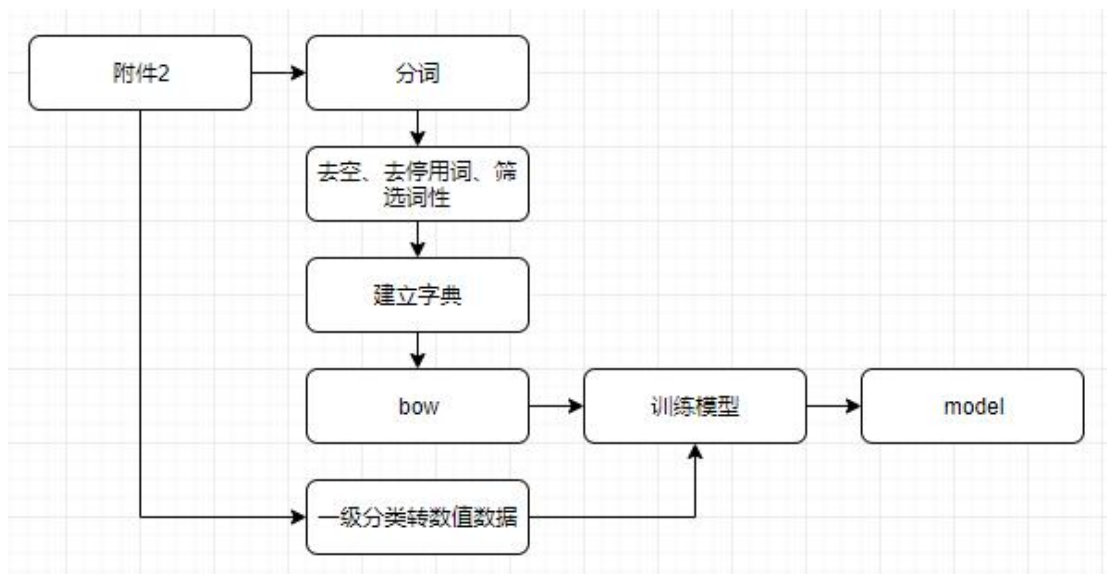 附件2
分词
去空、去停用词、筛
选词性
建立字典
bow
训练模型
model
一级分类转数值数据